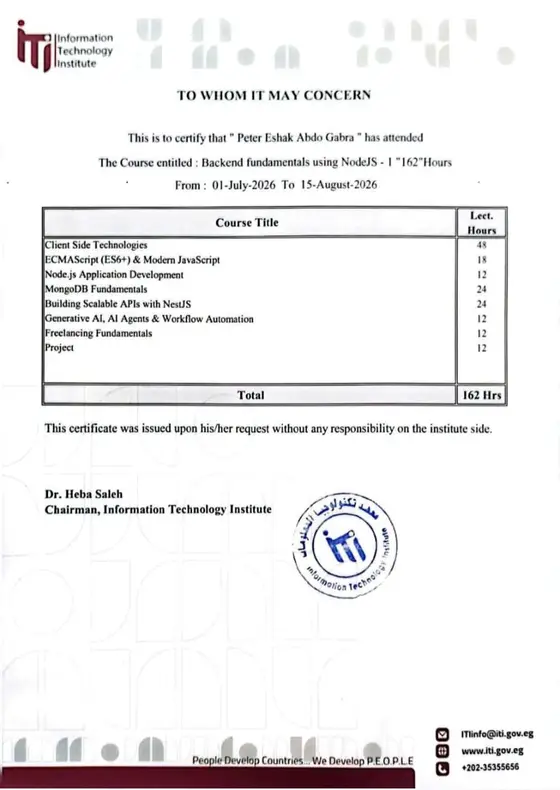 iTi Information
Technology
Institute
TO WHOM IT MAY CONCERN
This is to certify that " Peter Eshak Abdo Gabra " has attended
The Course entitled : Backend fundamentals using NodeJS - 1 "162"Hours
From : 01-July-2026 To 15-August-2026
Course Title Lect. Hours
Client Side Technologies 48
ECMAScript (ES6+) & Modern JavaScript 18
Node.js Application Development 12
MongoDB Fundamentals 24
Building Scalable APIs with NestJS 24
Generative AI, AI Agents & Workflow Automation 12
Freelancing Fundamentals 12
Project 12
Total 162 Hrs
This certificate was issued upon his/her request without any responsibility on the institute side.
Dr. Heba Saleh
Chairman, Information Technology Institute
معهد تكنولوجيا المعلومات
iTi
Information Technology Institute
ITIinfo@iti.gov.eg
www.iti.gov.eg
+202-35355656
People Develop Countries... We Develop P.E.O.P.L.E